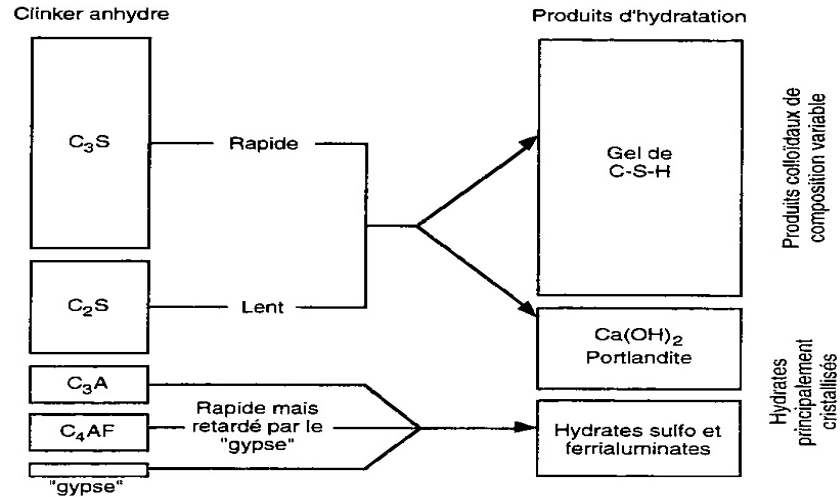 Clinker anhydre
Produits d'hydratation
C₃S
Rapide
Gel de
C-S-H
Produits colloïdaux de
composition variable
C₂S
Lent
Ca(OH)₂
Portlandite
Hydrates
principalement
cristallisés
C₃A
Rapide mais
retardé par le
"gypse"
C₄AF
Hydrates sulfo et
ferrialuminates
"gypse"